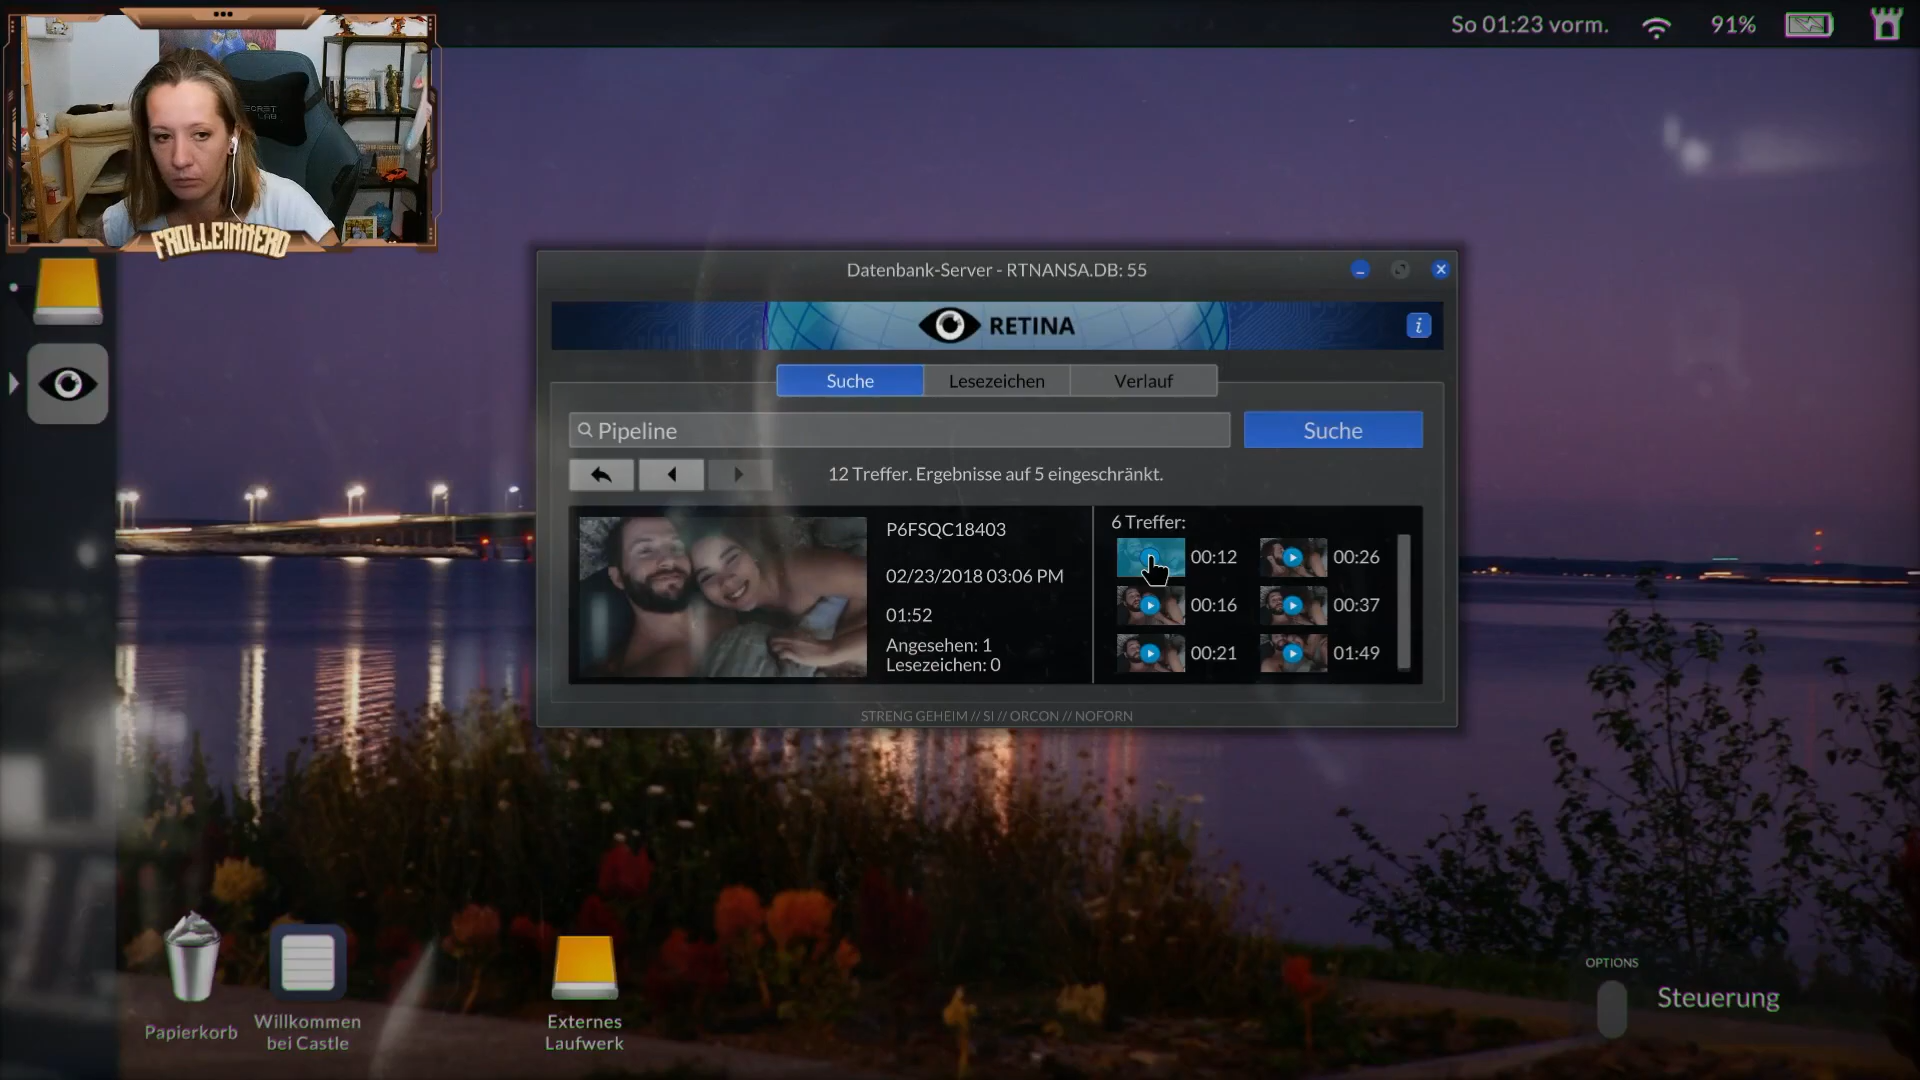 So 01:23 vorm.
91%
SECRET
LAB
FROLLEINNERD
Datenbank-Server - RTNANSA.DB: 55
RETINA
i
Suche
Lesezeichen
Verlauf
Pipeline
Suche
12 Treffer. Ergebnisse auf 5 eingeschränkt.
P6FSQC18403
02/23/2018 03:06 PM
01:52
Angesehen: 1
Lesezeichen: 0
6 Treffer:
00:12
00:26
00:16
00:37
00:21
01:49
STRENG GEHEIM // SI // ORCON // NOFORN
Papierkorb
Willkommen
bei Castle
Externes
Laufwerk
OPTIONS
Steuerung